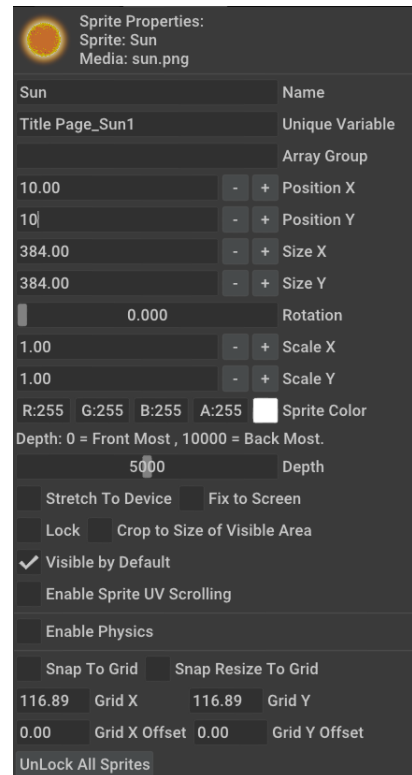 Sprite Properties:
Sprite: Sun
Media: sun.png
Sun Name
Title Page_Sun1 Unique Variable
Array Group
10.00 - + Position X
10 - + Position Y
384.00 - + Size X
384.00 - + Size Y
0.000 Rotation
1.00 - + Scale X
1.00 - + Scale Y
R:255 G:255 B:255 A:255 Sprite Color
Depth: 0 = Front Most , 10000 = Back Most.
5000 Depth
Stretch To Device Fix to Screen
Lock Crop to Size of Visible Area
Visible by Default
Enable Sprite UV Scrolling
Enable Physics
Snap To Grid Snap Resize To Grid
116.89 Grid X 116.89 Grid Y
0.00 Grid X Offset 0.00 Grid Y Offset
UnLock All Sprites